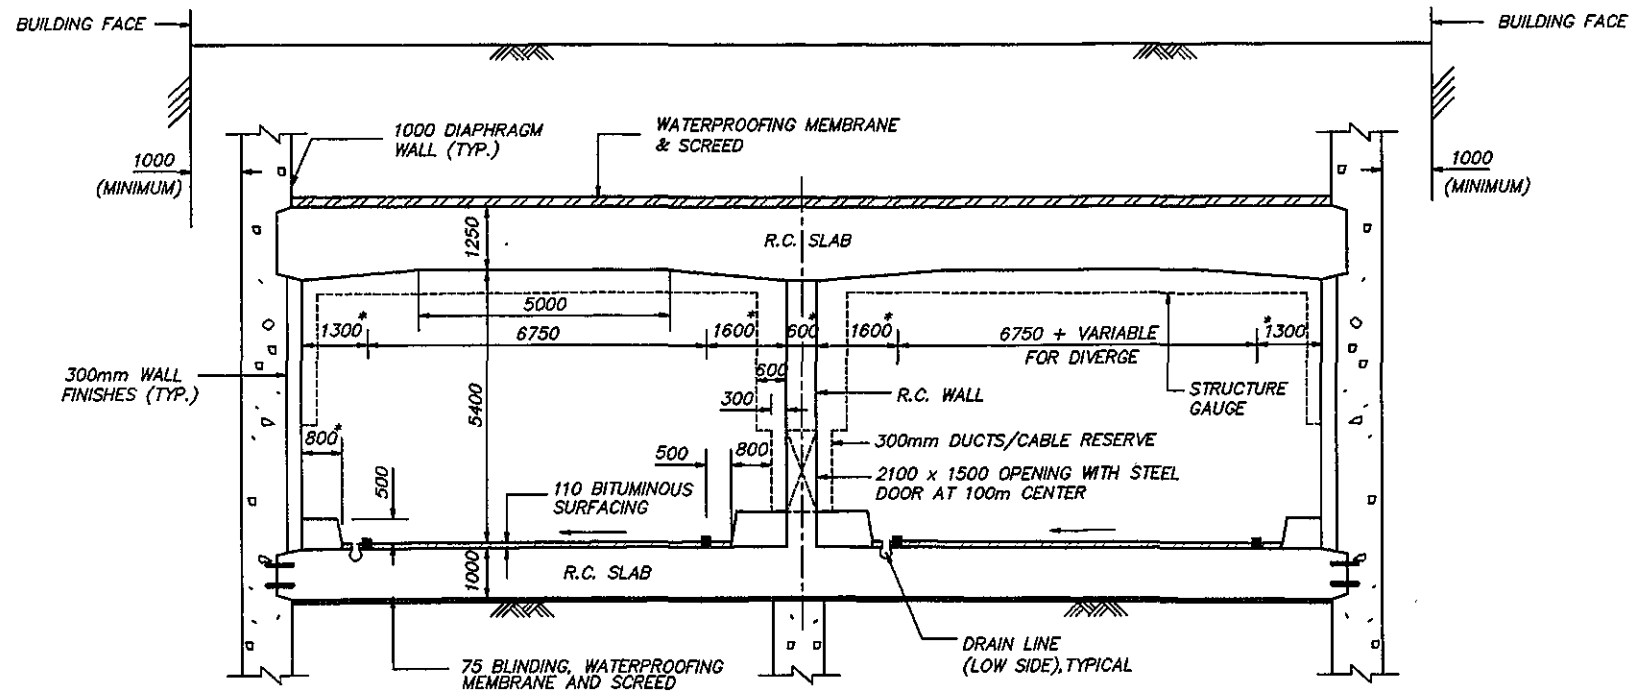 BUILDING FACE
BUILDING FACE
1000 DIAPHRAGM
WALL (TYP.)
WATERPROOFING MEMBRANE
& SCREED
1000
(MINIMUM)
1000
(MINIMUM)
1250
R.C. SLAB
5000
1300*
6750
1600*
600*
1600*
6750 + VARIABLE
FOR DIVERGE
*1300
300mm WALL
FINISHES (TYP.)
5400
600
300
R.C. WALL
STRUCTURE
GAUGE
800*
500
500
800
300mm DUCTS/CABLE RESERVE
2100 x 1500 OPENING WITH STEEL
DOOR AT 100m CENTER
110 BITUMINOUS
SURFACING
1000
R.C. SLAB
75 BLINDING, WATERPROOFING
MEMBRANE AND SCREED
DRAIN LINE
(LOW SIDE), TYPICAL